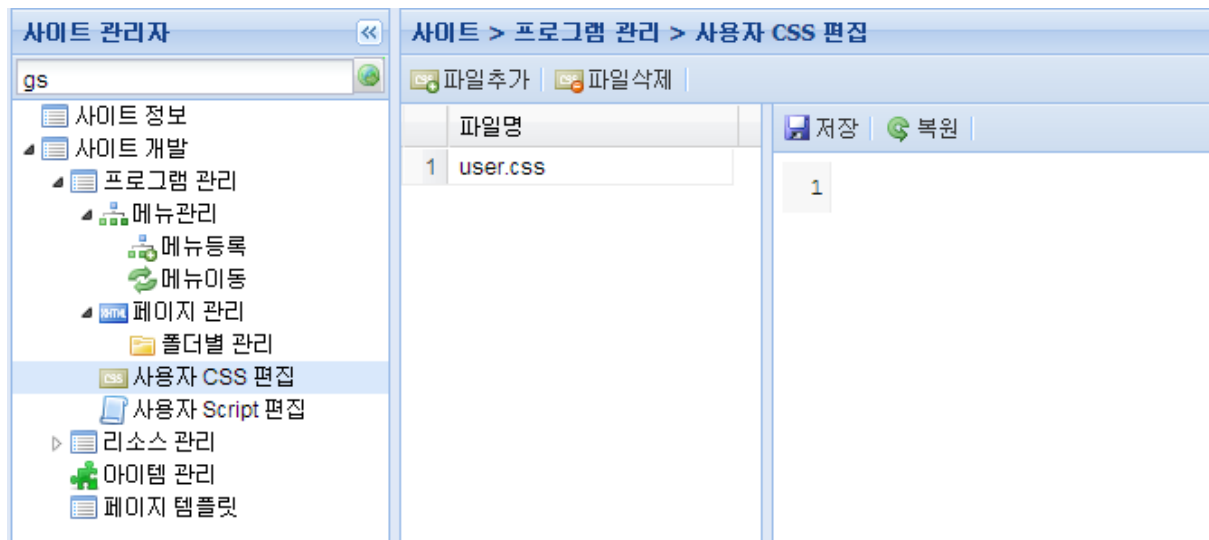 사이트 관리자
gs
사이트 정보
사이트 개발
프로그램 관리
메뉴관리
메뉴등록
메뉴이동
XHTML 페이지 관리
폴더별 관리
CSS 사용자 CSS 편집
사용자 Script 편집
리소스 관리
아이템 관리
페이지 템플릿
사이트 > 프로그램 관리 > 사용자 CSS 편집
CSS 파일추가 CSS 파일삭제
파일명
1 user.css
저장 복원
1